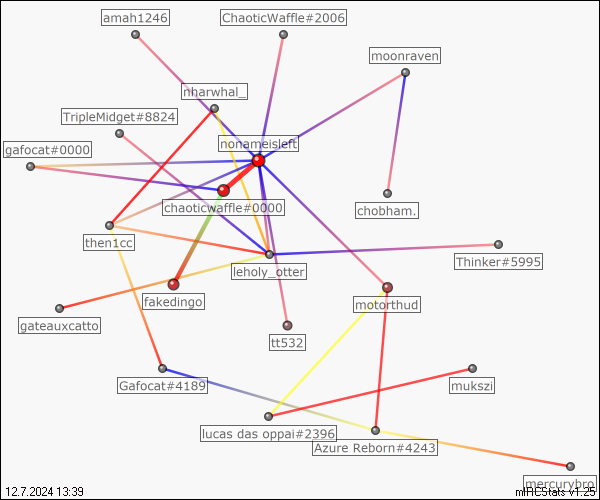 amah1246
ChaoticWaffle#2006
moonraven
nharwhal_
TripleMidget#8824
nonameisleft
gafocat#0000
chaoticwaffle#0000
chobham.
then1cc
leholy_otter
Thinker#5995
fakedingo
motorthud
gateauxcatto
tt532
Gafocat#4189
mukszi
lucas das oppai#2396
Azure Reborn#4243
mercurybro
12.7.2024 13:39
mIRCStats v1.25